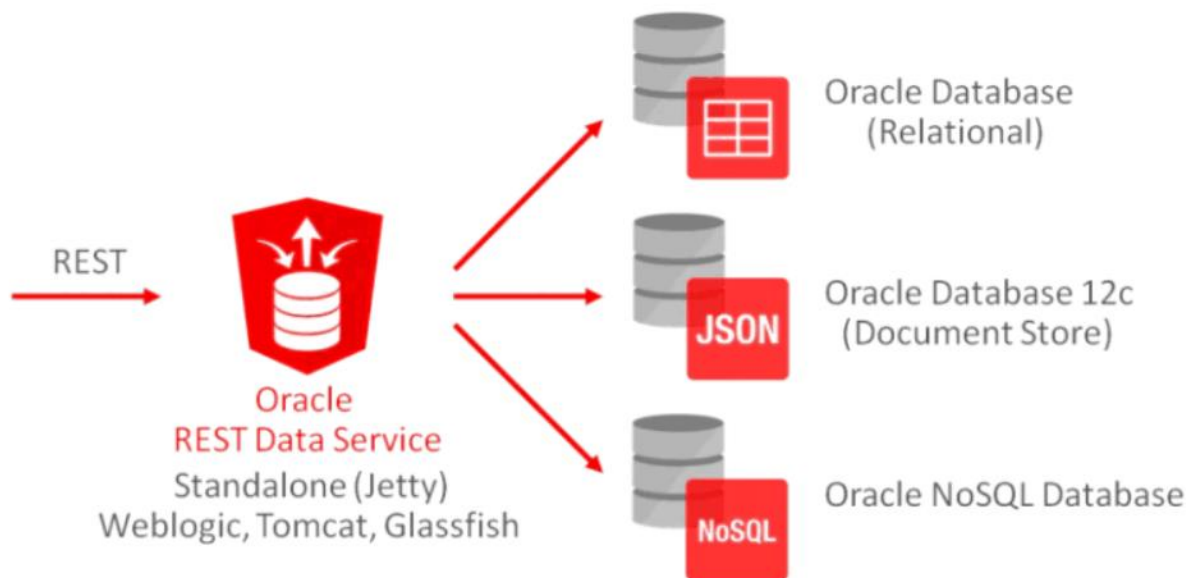 REST
Oracle
REST Data Service
Standalone (Jetty)
Weblogic, Tomcat, Glassfish
Oracle Database
(Relational)
JSON
Oracle Database 12c
(Document Store)
NoSQL
Oracle NoSQL Database